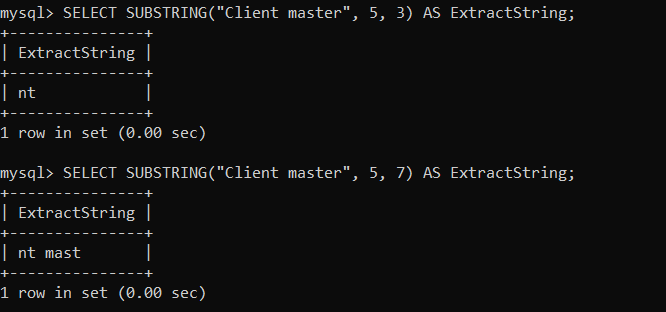 mysql> SELECT SUBSTRING("Client master", 5, 3) AS ExtractString;
+---------------+
| ExtractString |
+---------------+
| nt            |
+---------------+
1 row in set (0.00 sec)

mysql> SELECT SUBSTRING("Client master", 5, 7) AS ExtractString;
+---------------+
| ExtractString |
+---------------+
| nt mast       |
+---------------+
1 row in set (0.00 sec)